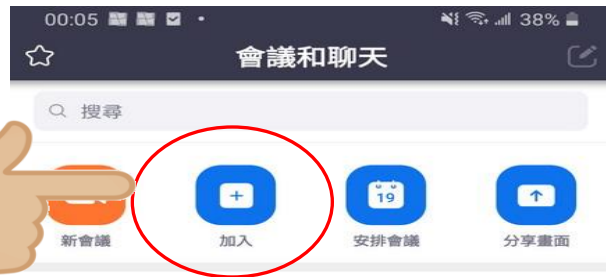 00:05 38%
會議和聊天
搜尋
19
新會議 加入 安排會議 分享畫面